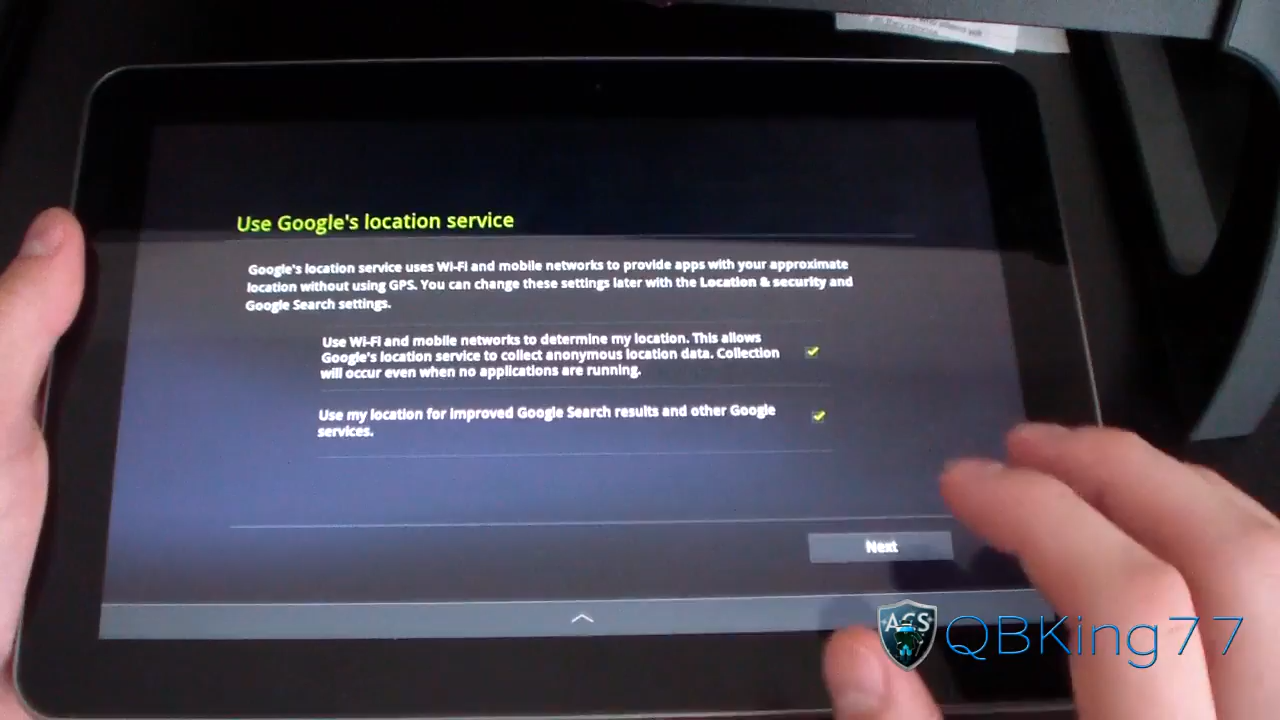 Use Google's location service
Google's location service uses Wi-Fi and mobile networks to provide apps with your approximate
location without using GPS. You can change these settings later with the Location & security and
Google Search settings.
Use Wi-Fi and mobile networks to determine my location. This allows
Google's location service to collect anonymous location data. Collection
will occur even when no applications are running.
Use my location for improved Google Search results and other Google
services.
Next
ACS
QBKing77